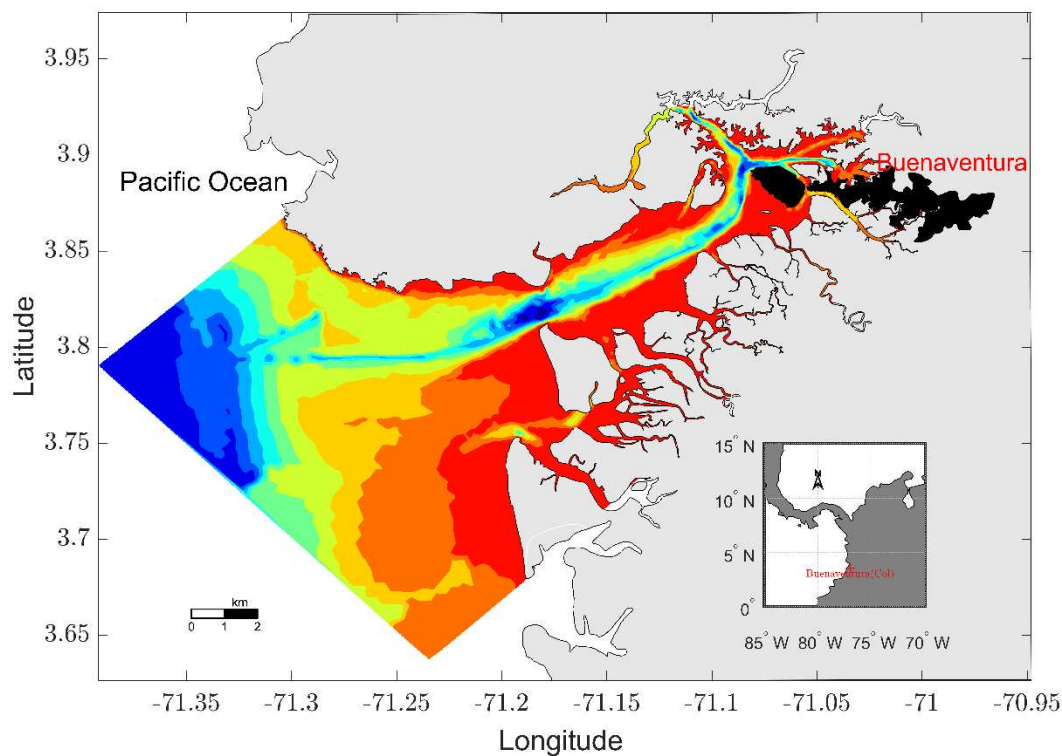 3.95
3.9
3.85
3.8
3.75
3.7
3.65
Latitude
Pacific Ocean
Buenaventura
km
0 1 2
N
15° N
10° N
5° N
0°
Buenaventura(Col)
85° W 80° W 75° W 70° W
-71.35 -71.3 -71.25 -71.2 -71.15 -71.1 -71.05 -71 -70.95
Longitude